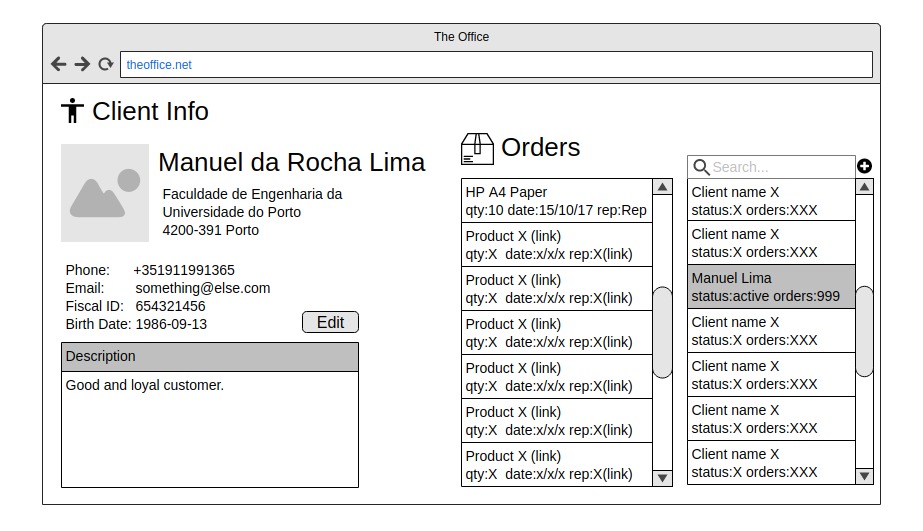 The Office
theoffice.net
Client Info
Manuel da Rocha Lima
Faculdade de Engenharia da
Universidade do Porto
4200-391 Porto
Phone: +351911991365
Email: something@else.com
Fiscal ID: 654321456
Birth Date: 1986-09-13
Edit
Description
Good and loyal customer.
Orders
HP A4 Paper
qty:10 date:15/10/17 rep:Rep
Product X (link)
qty:X date:x/x/x rep:X(link)
Product X (link)
qty:X date:x/x/x rep:X(link)
Product X (link)
qty:X date:x/x/x rep:X(link)
Product X (link)
qty:X date:x/x/x rep:X(link)
Product X (link)
qty:X date:x/x/x rep:X(link)
Product X (link)
qty:X date:x/x/x rep:X(link)
Search...
Client name X
status:X orders:XXX
Client name X
status:X orders:XXX
Manuel Lima
status:active orders:999
Client name X
status:X orders:XXX
Client name X
status:X orders:XXX
Client name X
status:X orders:XXX
Client name X
status:X orders:XXX